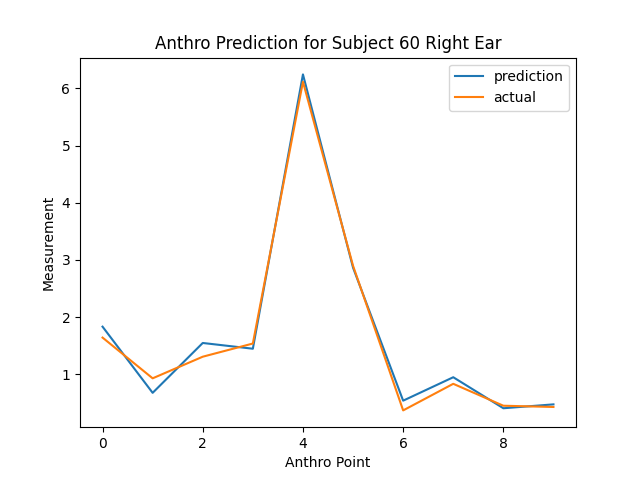 Anthro Prediction for Subject 60 Right Ear
prediction
actual
6
5
4
3
2
1
Measurement
0 2 4 6 8
Anthro Point